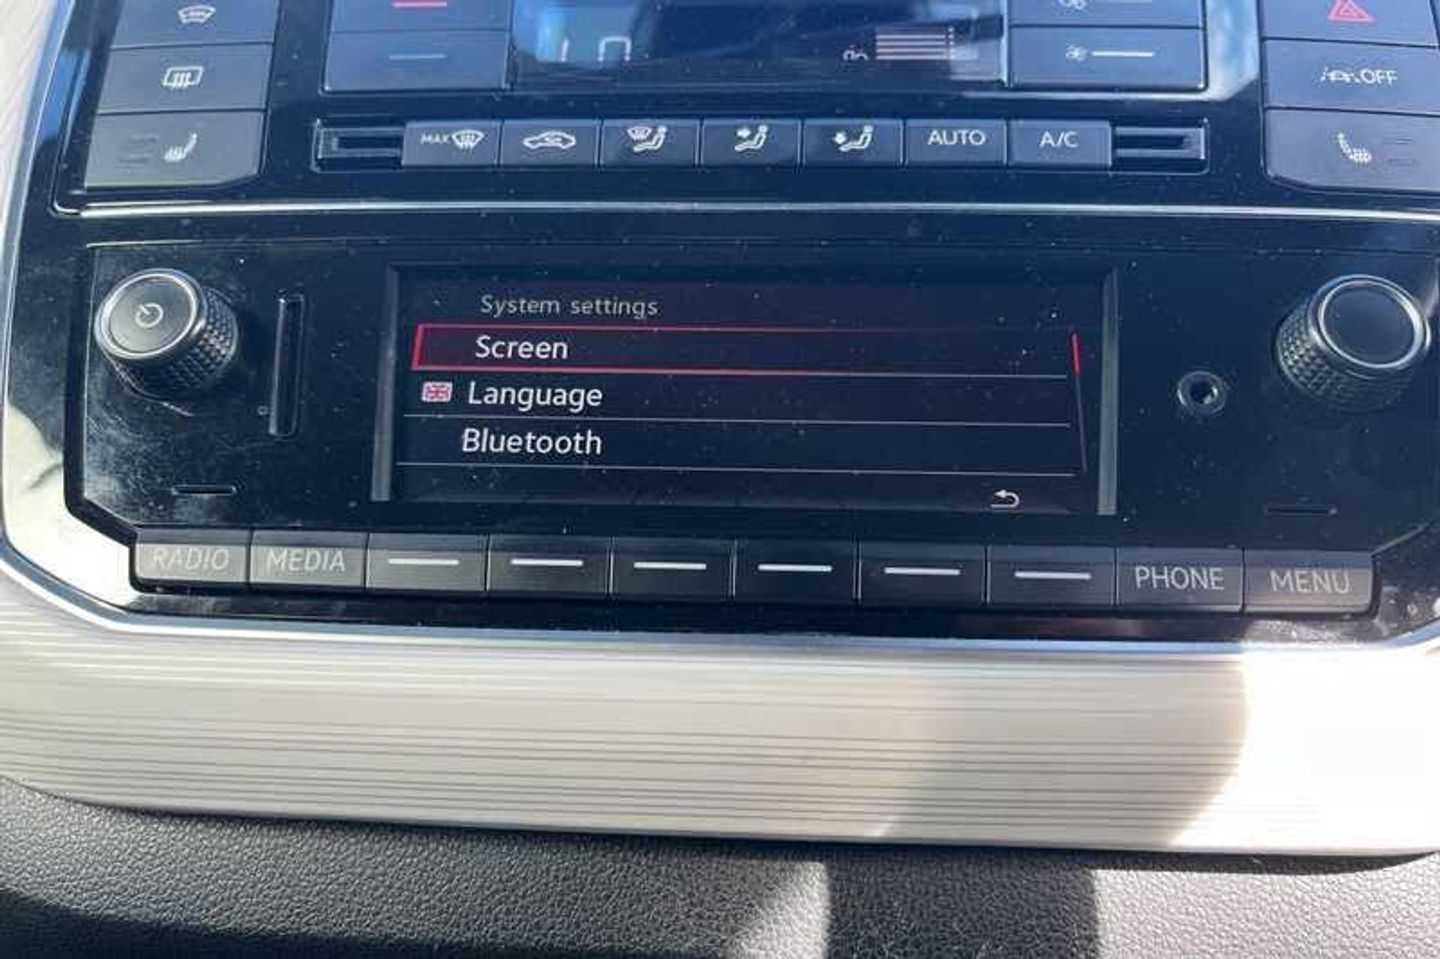 OFF
MAX
AUTO
A/C
System settings
Screen
Language
Bluetooth
RADIO
MEDIA
PHONE
MENU